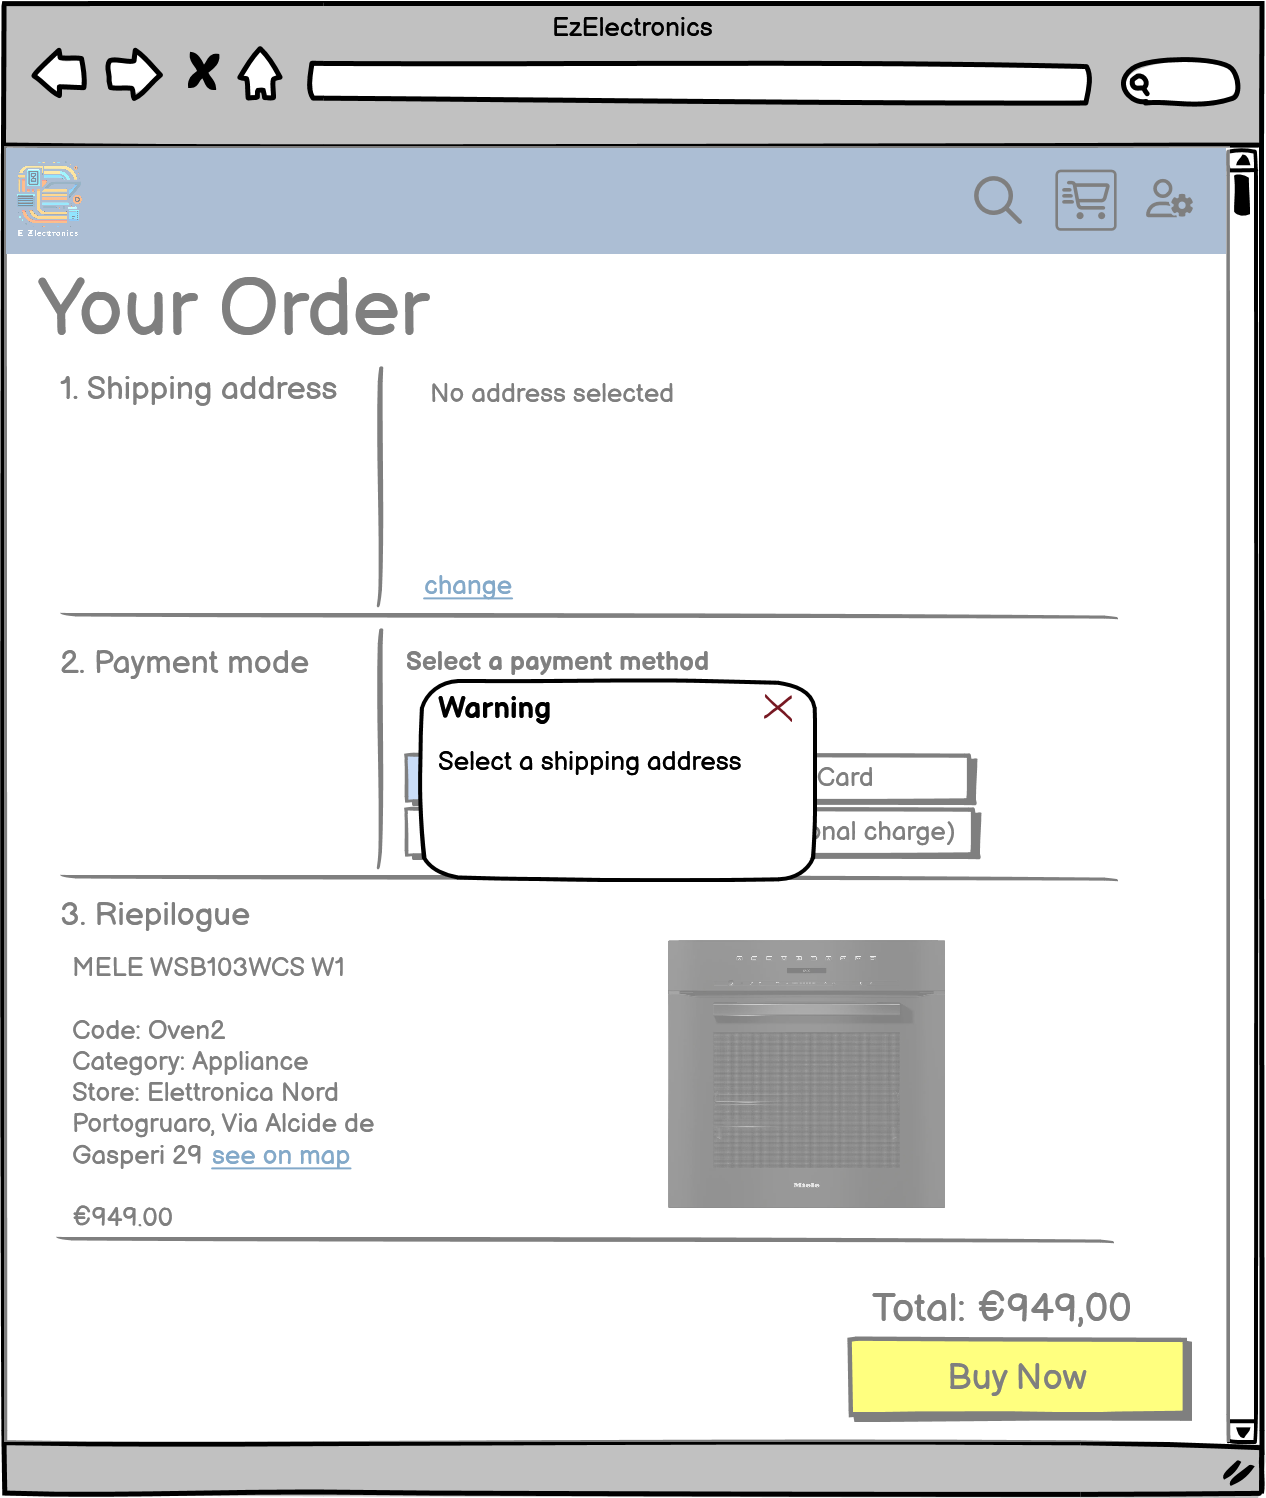 EzElectronics
E Zlectronics
Your Order
1. Shipping address
No address selected
change
2. Payment mode
Select a payment method
Warning
Select a shipping address
Card
onal charge)
3. Riepilogue
MELE WSB103WCS W1
Code: Oven2
Category: Appliance
Store: Elettronica Nord
Portogruaro, Via Alcide de
Gasperi 29 see on map
€949.00
Miele
Total: €949,00
Buy Now